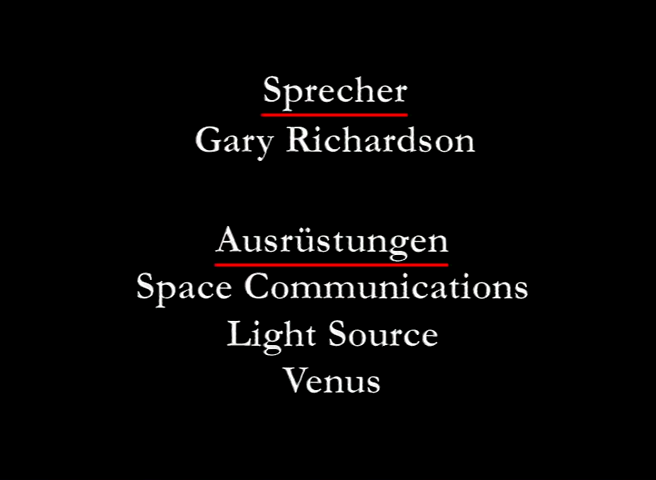 Sprecher
Gary Richardson
Ausrüstungen
Space Communications
Light Source
Venus